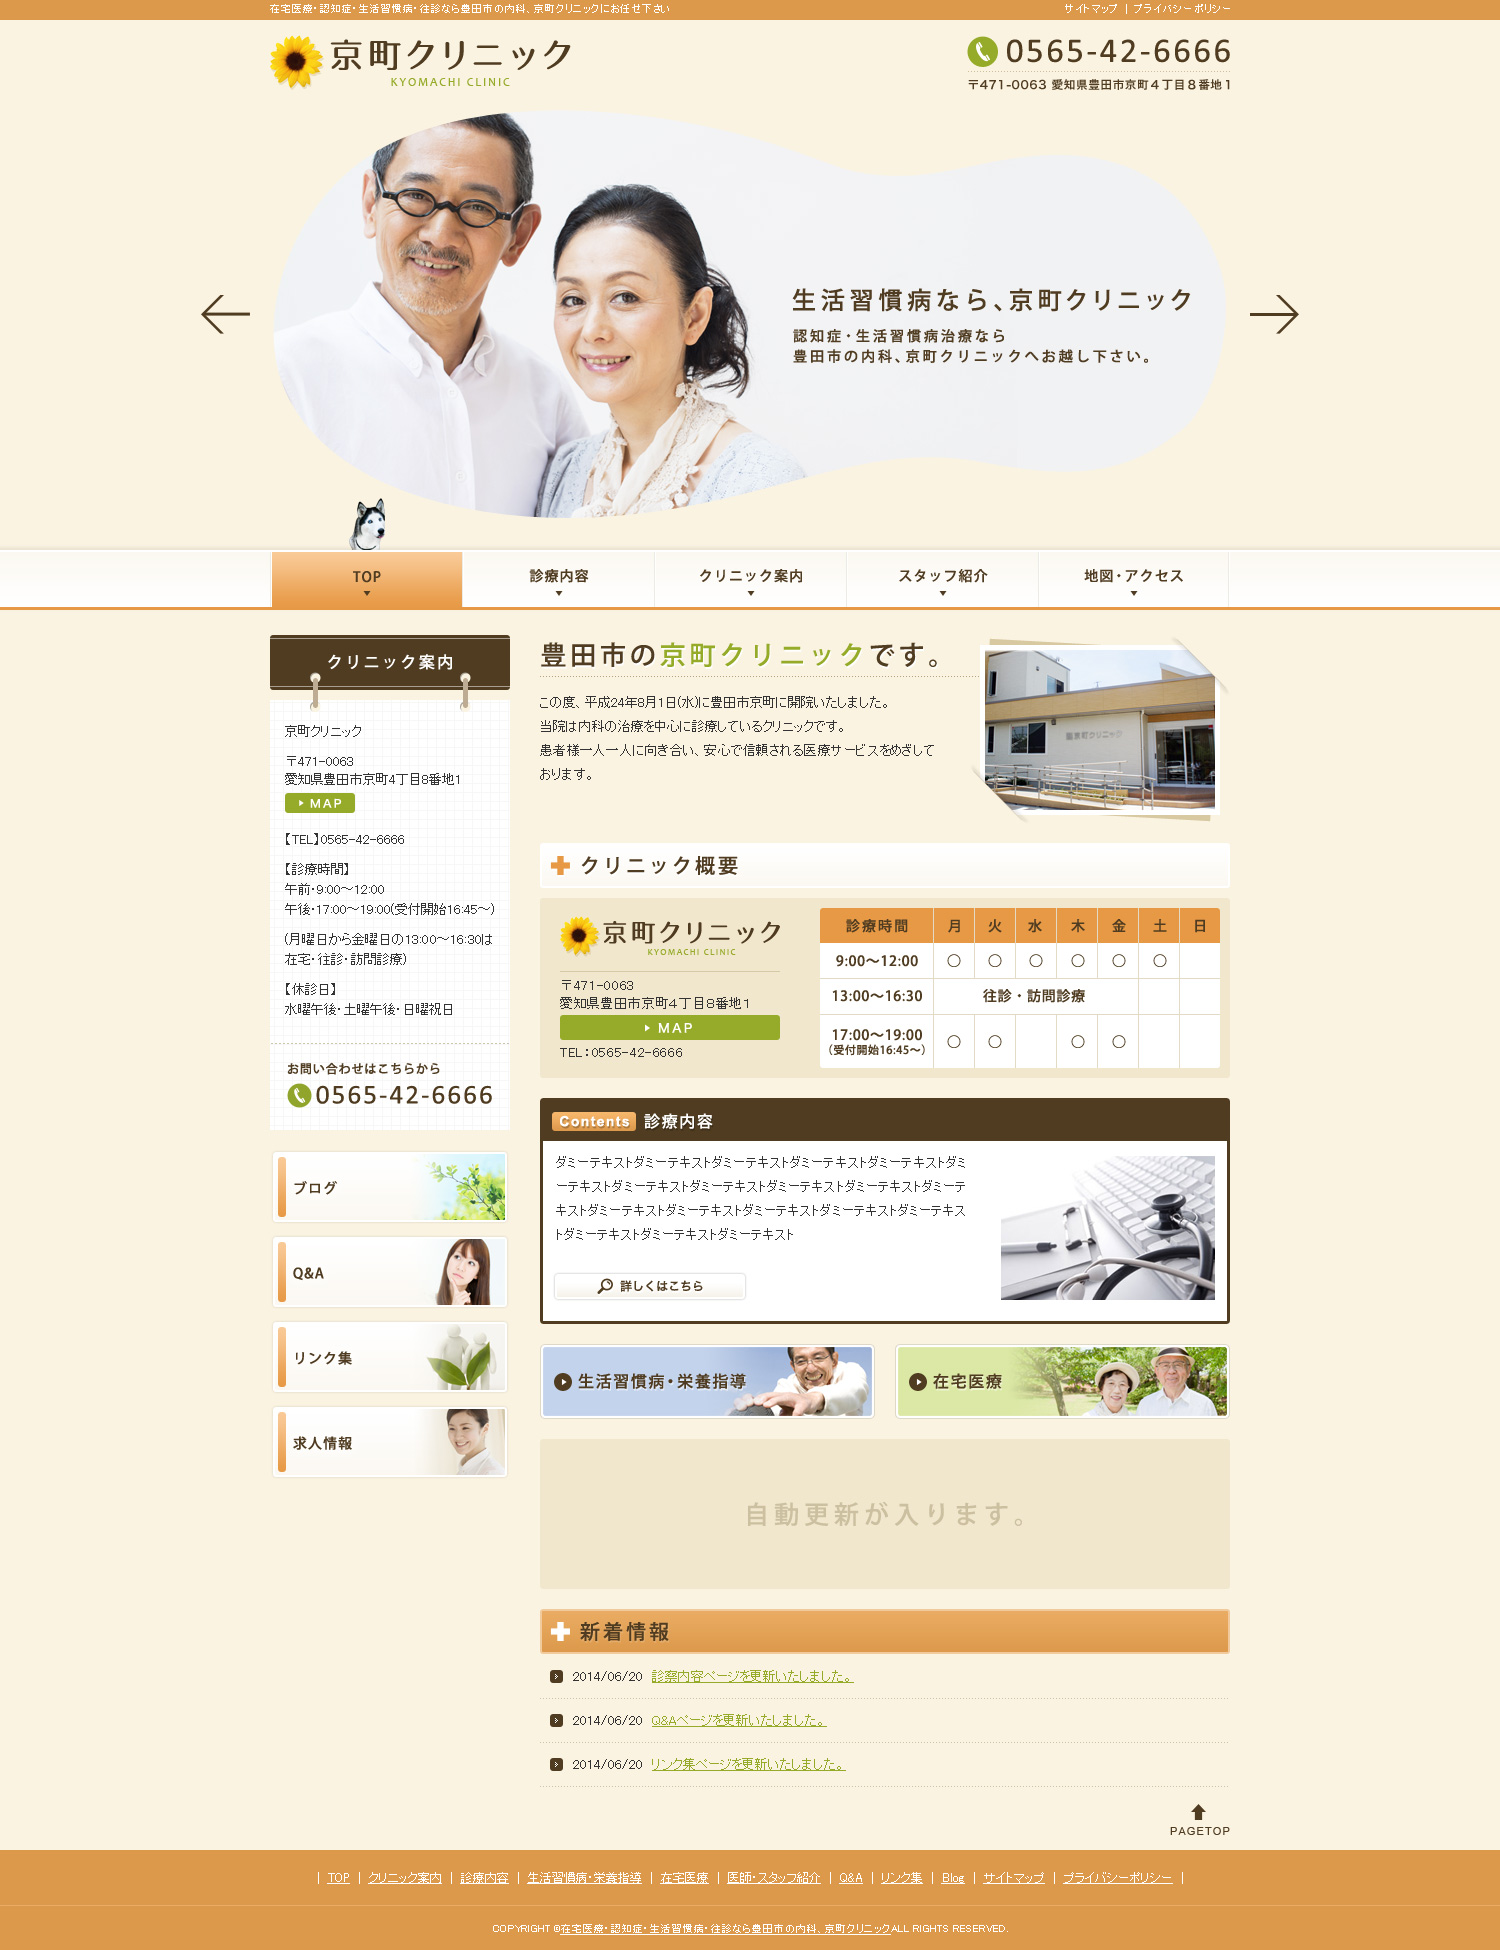 在宅医療・認知症・生活習慣病・往診なら豊田市の内科、京町クリニックにお任せ下さい
サイトマップ | プライバシーポリシー
京町クリニック
KYOMACHI CLINIC
0565-42-6666
〒471-0063 愛知県豊田市京町4丁目8番地1
生活習慣病なら、京町クリニック
認知症・生活習慣病治療なら
豊田市の内科、京町クリニックへお越し下さい。
TOP
診療内容
クリニック案内
スタッフ紹介
地図・アクセス
クリニック案内
京町クリニック
〒471-0063
愛知県豊田市京町4丁目8番地1
MAP
【TEL】0565-42-6666
【診療時間】
午前・9:00〜12:00
午後・17:00〜19:00(受付開始16:45〜)
(月曜日から金曜日の13:00〜16:30は
在宅・往診・訪問診療)
【休診日】
水曜午後・土曜午後・日曜祝日
お問い合わせはこちらから
0565-42-6666
ブログ
Q&A
リンク集
求人情報
豊田市の京町クリニックです。
この度、平成24年8月1日(水)に豊田市京町に開院いたしました。
当院は内科の治療を中心に診療しているクリニックです。
患者様一人一人に向き合い、安心で信頼される医療サービスをめざして
おります。
京町クリニック
クリニック概要
京町クリニック
KYOMACHI CLINIC
〒471-0063
愛知県豊田市京町4丁目8番地1
MAP
TEL：0565-42-6666
診療時間 月 火 水 木 金 土 日
9:00〜12:00 〇 〇 〇 〇 〇 〇
13:00〜16:30 往診・訪問診療
17:00〜19:00 〇 〇 〇 〇
(受付開始16:45〜)
Contents 診療内容
ダミーテキストダミーテキストダミーテキストダミーテキストダミーテキストダミ
ーテキストダミーテキストダミーテキストダミーテキストダミーテキストダミーテ
キストダミーテキストダミーテキストダミーテキストダミーテキストダミーテキス
トダミーテキストダミーテキストダミーテキスト
詳しくはこちら
生活習慣病・栄養指導
在宅医療
自動更新が入ります。
新着情報
2014/06/20 診察内容ページを更新いたしました。
2014/06/20 Q&Aページを更新いたしました。
2014/06/20 リンク集ページを更新いたしました。
PAGETOP
| TOP | クリニック案内 | 診療内容 | 生活習慣病・栄養指導 | 在宅医療 | 医師・スタッフ紹介 | Q&A | リンク集 | Blog | サイトマップ | プライバシーポリシー |
COPYRIGHT ©在宅医療・認知症・生活習慣病・往診なら豊田市の内科、京町クリニックALL RIGHTS RESERVED.